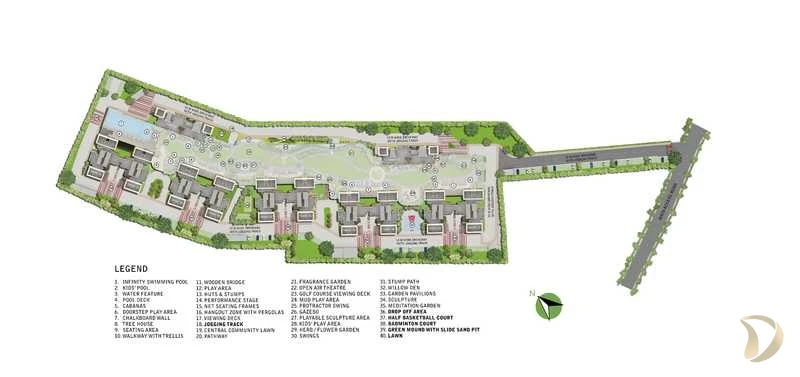 LEGEND
1. INFINITY SWIMMING POOL
2. KIDS' POOL
3. WATER FEATURE
4. POOL DECK
5. CABANAS
6. DOORSTEP PLAY AREA
7. CHALKBOARD WALL
8. TREE HOUSE
9. SEATING AREA
10. WALKWAY WITH TRELLIS
11. WOODEN BRIDGE
12. PLAY AREA
13. HUTS & STUMPS
14. PERFORMANCE STAGE
15. NET SEATING FRAMES
16. HANGOUT ZONE WITH PERGOLAS
17. VIEWING DECK
18. JOGGING TRACK
19. CENTRAL COMMUNITY LAWN
20. PATHWAY
21. FRAGRANCE GARDEN
22. OPEN AIR THEATRE
23. GOLF COURSE VIEWING DECK
24. MUD PLAY AREA
25. PROTRACTOR SWING
26. GAZEBO
27. PLAYABLE SCULPTURE AREA
28. KIDS' PLAY AREA
29. HERB / FLOWER GARDEN
30. SWINGS
31. STUMP PATH
32. WILLOW DEN
33. GARDEN PAVILIONS
34. SCULPTURE
35. MEDITATION GARDEN
36. DROP OFF AREA
37. HALF BASKETBALL COURT
38. BADMINTON COURT
39. GREEN MOUND WITH SLIDE SAND PIT
40. LAWN
N